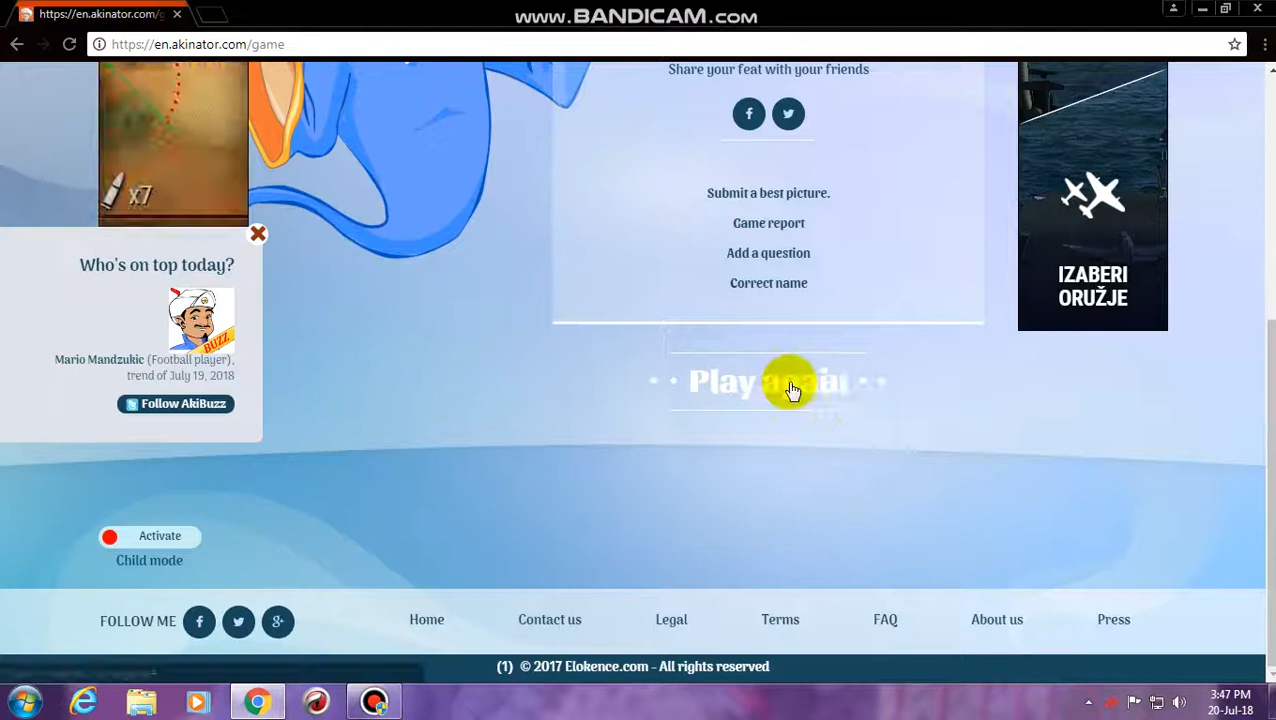 https://en.akinator.com/g
www.BANDICAM.com
https://en.akinator.com/game
Share your feat with your friends
Submit a best picture.
Game report
Add a question
Correct name
x7
Who's on top today?
BUZZ
Mario Mandzukic (Football player),
trend of July 19, 2018
Follow AkiBuzz
IZABERI
ORUŽJE
Play again
Activate
Child mode
FOLLOW ME
Home
Contact us
Legal
Terms
FAQ
About us
Press
(1) © 2017 Elokence.com - All rights reserved
3:47 PM
20-Jul-18